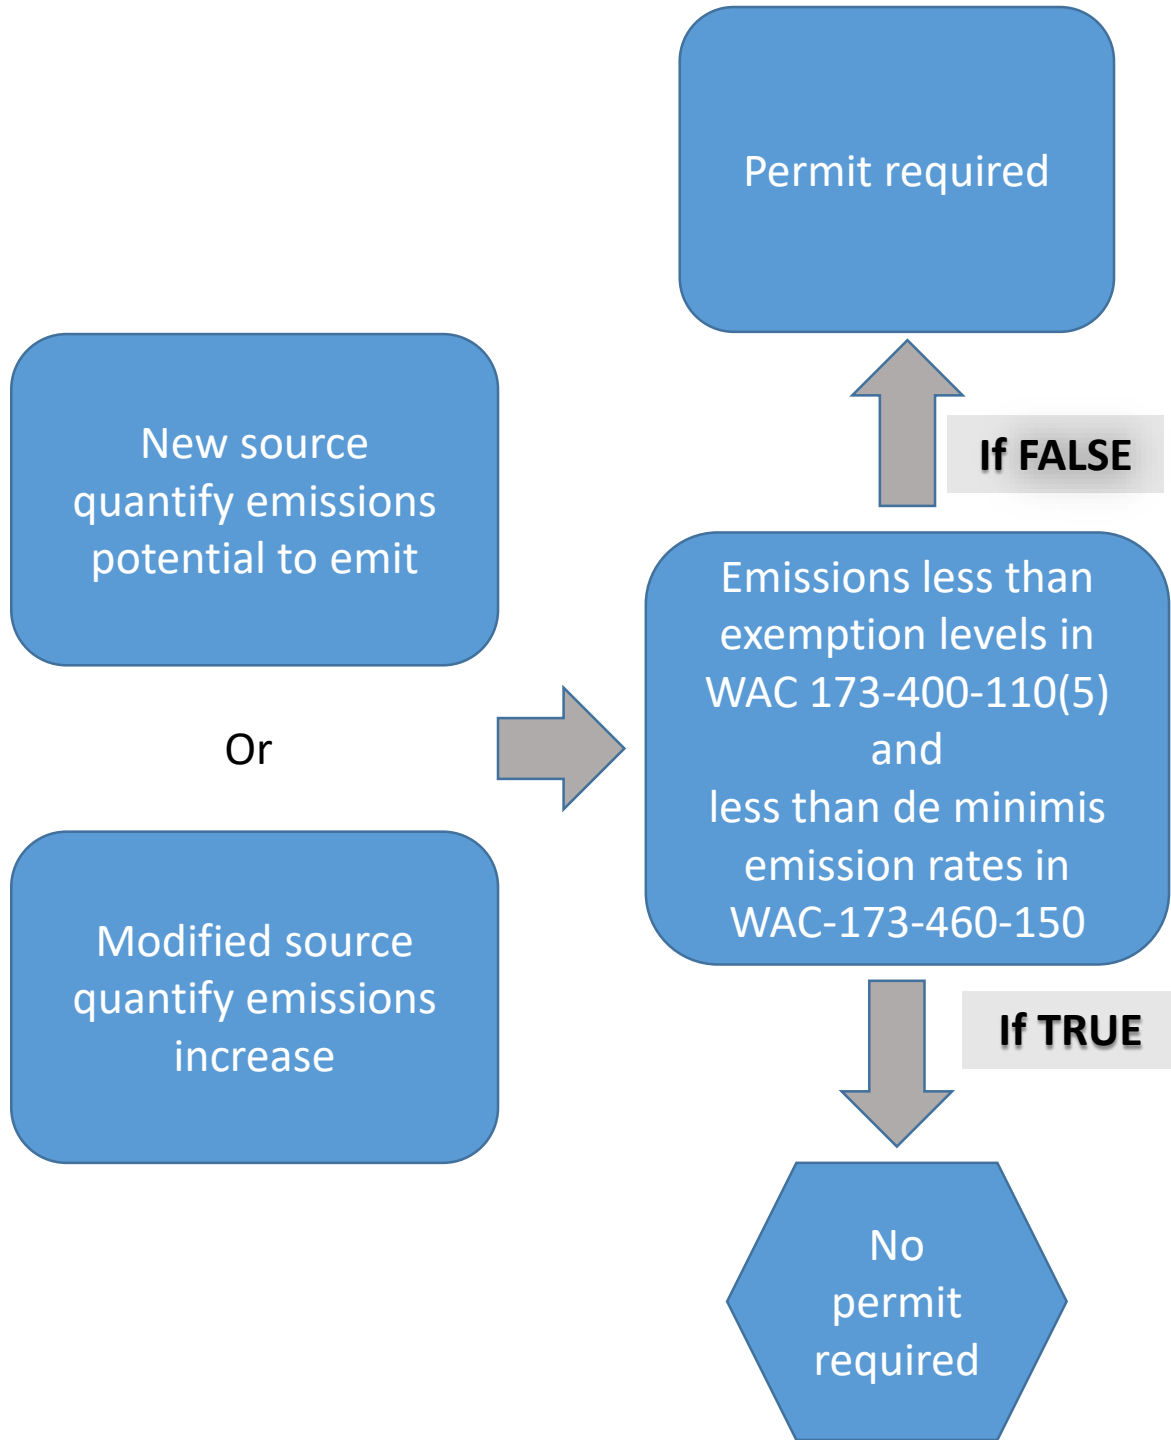 Permit required
If FALSE
New source
quantify emissions
potential to emit
Or
Modified source
quantify emissions
increase
Emissions less than
exemption levels in
WAC 173-400-110(5)
and
less than de minimis
emission rates in
WAC-173-460-150
If TRUE
No
permit
required